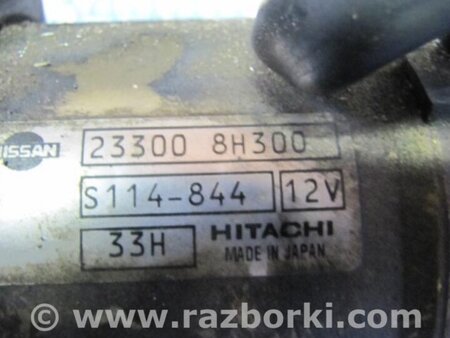 NISSAN 23300 8H300
S114-844 12V
33H HITACHI
MADE IN JAPAN
© www.razborki.com